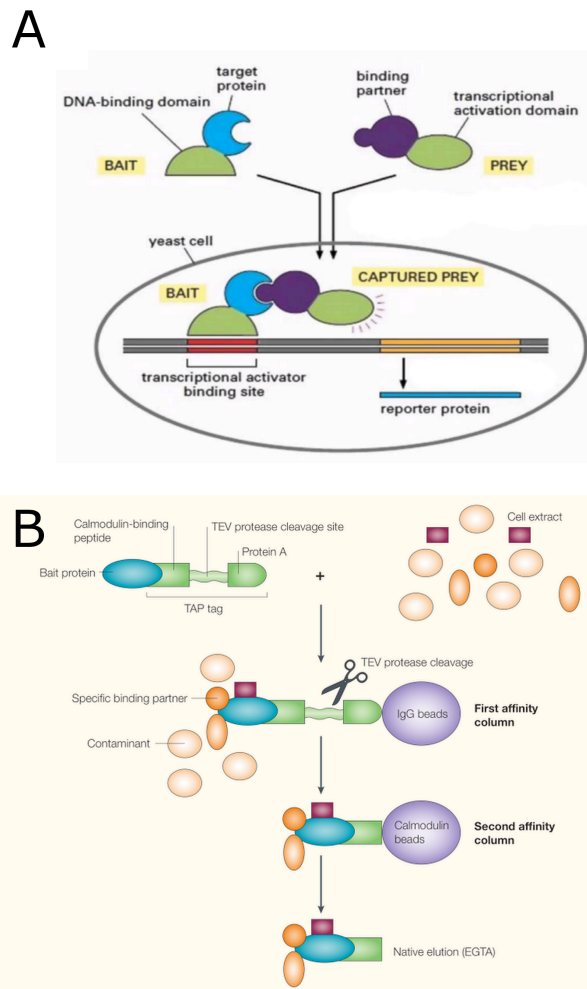 A
target
protein
DNA-binding domain
BAIT
binding
partner
transcriptional
activation domain
PREY
yeast cell
BAIT
CAPTURED PREY
transcriptional activator
binding site
reporter protein
B
Calmodulin-binding
peptide
TEV protease cleavage site
Protein A
Bait protein
TAP tag
+
Cell extract
TEV protease cleavage
Specific binding partner
Contaminant
IgG beads
First affinity
column
Calmodulin
beads
Second affinity
column
Native elution (EGTA)